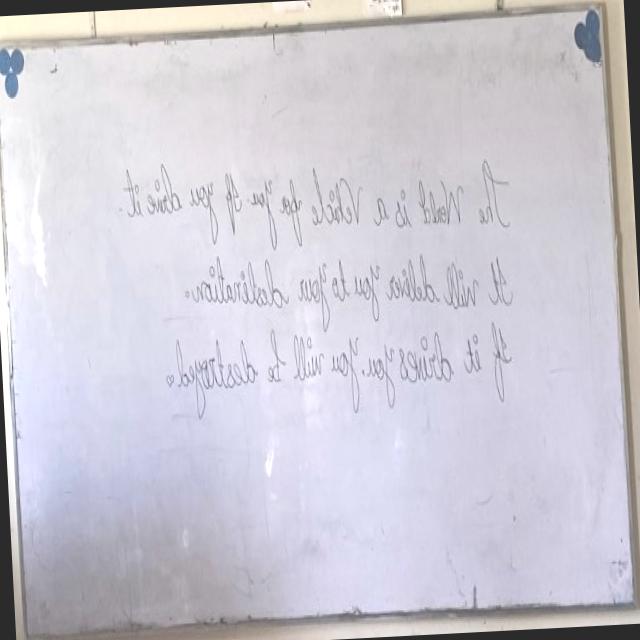 The World is a Vehicle for you. If you drive it.
It will deliver you to your destination.
If it drives you, you will be destroyed.